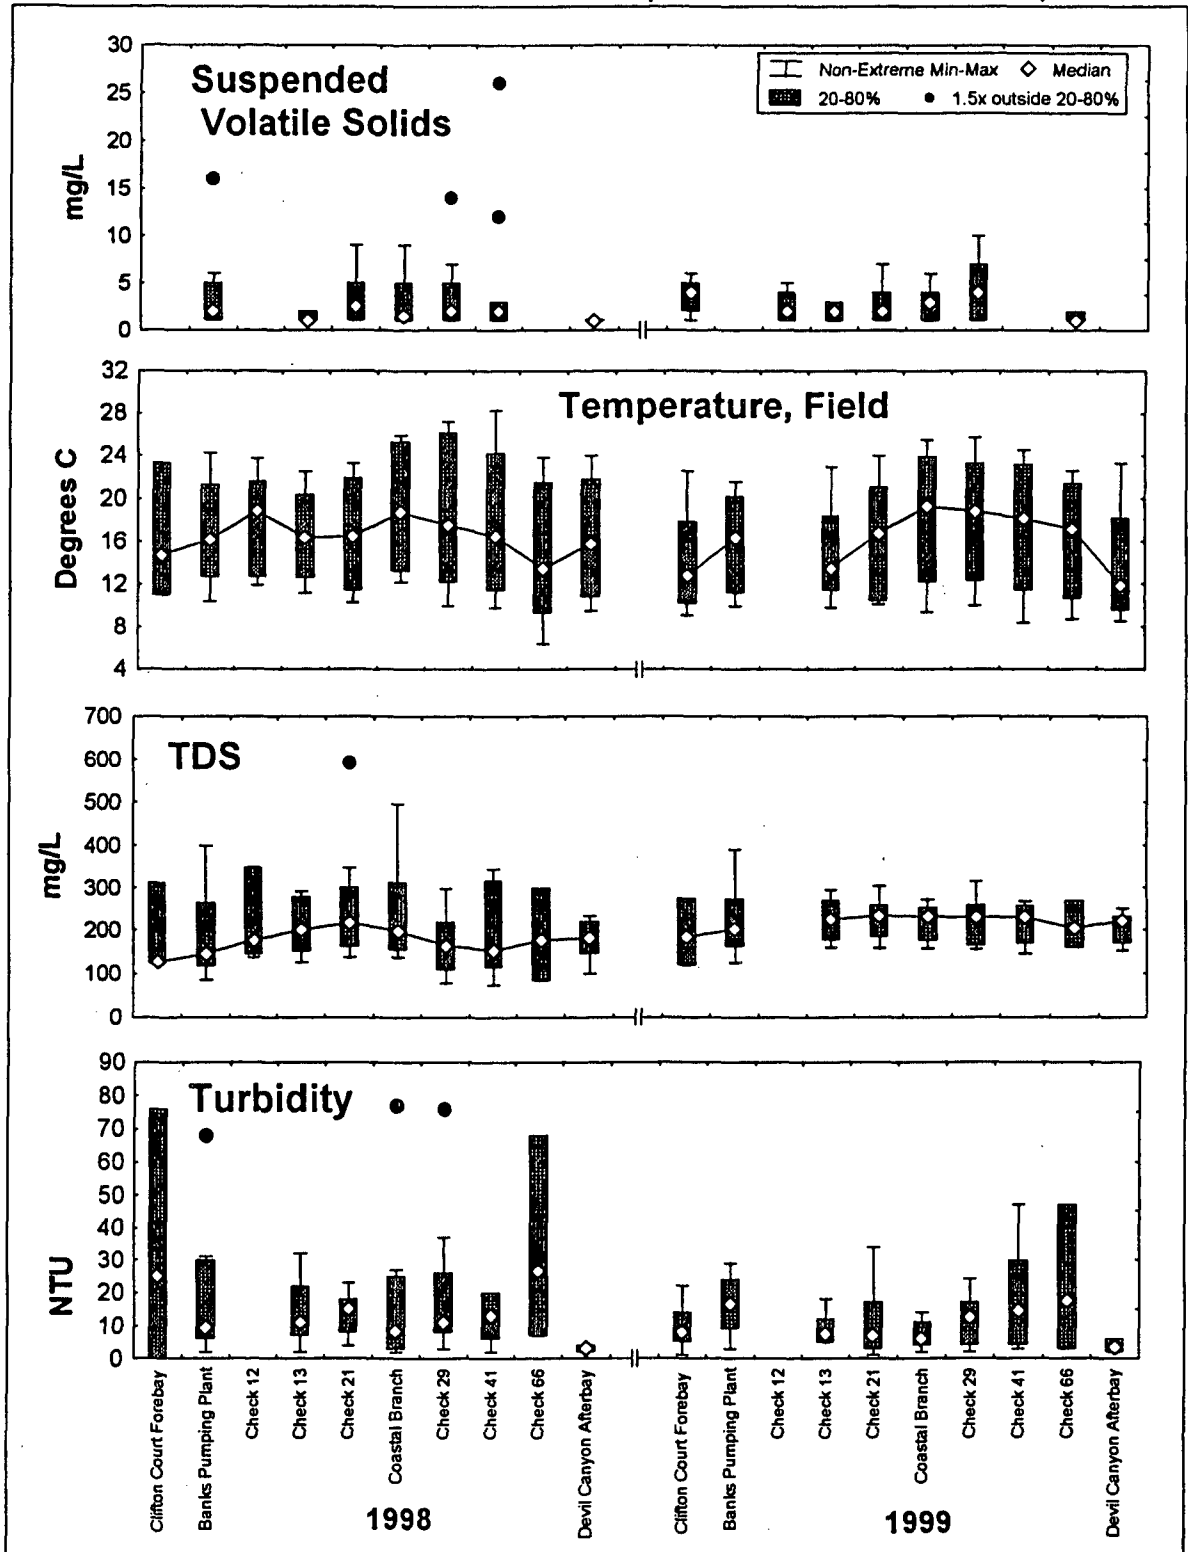 Suspended
Volatile Solids
Non-Extreme Min-Max Median
20-80% 1.5x outside 20-80%
mg/L
30
25
20
15
10
5
0
Temperature, Field
Degrees C
32
28
24
20
16
12
8
4
TDS
mg/L
700
600
500
400
300
200
100
0
Turbidity
NTU
90
80
70
60
50
40
30
20
10
0
Clifton Court Forebay
Banks Pumping Plant
Check 12
Check 13
Check 21
Coastal Branch
Check 29
Check 41
Check 66
Devil Canyon Afterbay
1998
Clifton Court Forebay
Banks Pumping Plant
Check 12
Check 13
Check 21
Coastal Branch
Check 29
Check 41
Check 66
Devil Canyon Afterbay
1999